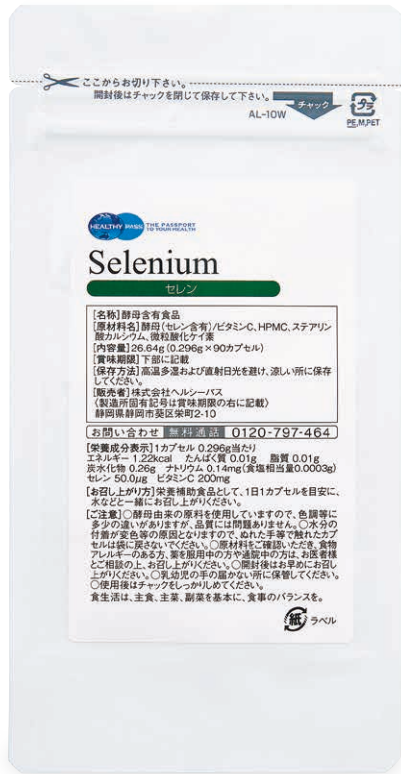 ここからお切り下さい。
開封後はチャックを閉じて保存して下さい。
チャック
AL-10W
プラ
PE,M,PET
HEALTHY PASS THE PASSPORT
TO YOUR HEALTH
Selenium
セレン
[名称]酵母含有食品
[原材料名]酵母(セレン含有)/ビタミンC、HPMC、ステアリン
酸カルシウム、微粒酸化ケイ素
[内容量]26.64g(0.296g×90カプセル)
[賞味期限]下部に記載
[保存方法]高温多湿および直射日光を避け、涼しい所に保存
してください。
[販売者]株式会社ヘルシーパス
〈製造所固有記号は賞味期限の右に記載〉
静岡県静岡市葵区栄町2-10
お問い合わせ 無料通話 0120-797-464
[栄養成分表示]1カプセル 0.296g当たり
エネルギー 1.22kcal たんぱく質 0.01g 脂質 0.01g
炭水化物 0.26g ナトリウム 0.14mg(食塩相当量0.0003g)
セレン 50.0μg ビタミンC 200mg
[お召し上がり方]栄養補助食品として、1日1カプセルを目安に、
水などと一緒にお召し上がりください。
[ご注意]○酵母由来の原料を使用していますので、色調等に
多少の違いがありますが、品質には問題ありません。○水分の
付着が変色等の原因となりますので、ぬれた手等で触れたカプ
セルは袋に戻さないでください。○原材料をご確認いただき、食物
アレルギーのある方、薬を服用中の方や通院中の方は、お医者様
とご相談の上、お召し上がりください。○開封後はお早めにお召し
上がりください。○乳幼児の手の届かない所に保管してください。
○使用後はチャックをしっかりしめてください。
食生活は、主食、主菜、副菜を基本に、食事のバランスを。
紙 ラベル